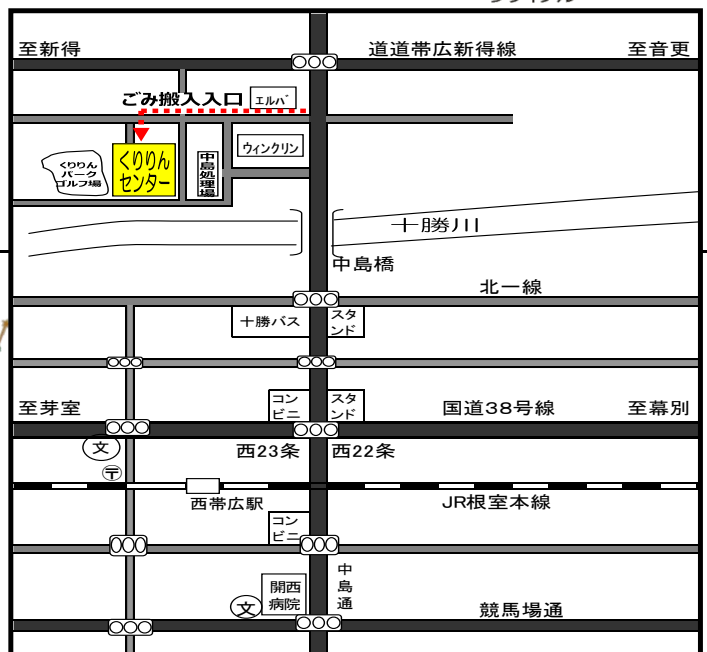 至新得
道道帯広新得線
至音更
ごみ搬入入口
エルパ
くりりん
センター
くりりん
パーク
ゴルフ場
中島処理場
ウィンクリン
十勝川
中島橋
北一線
十勝バス
スタ
ンド
コン
ビニ
スタ
ンド
至芽室
国道38号線
至幕別
文
西23条
西22条
〒
西帯広駅
JR根室本線
コン
ビニ
中島通
開西
病院
文
競馬場通